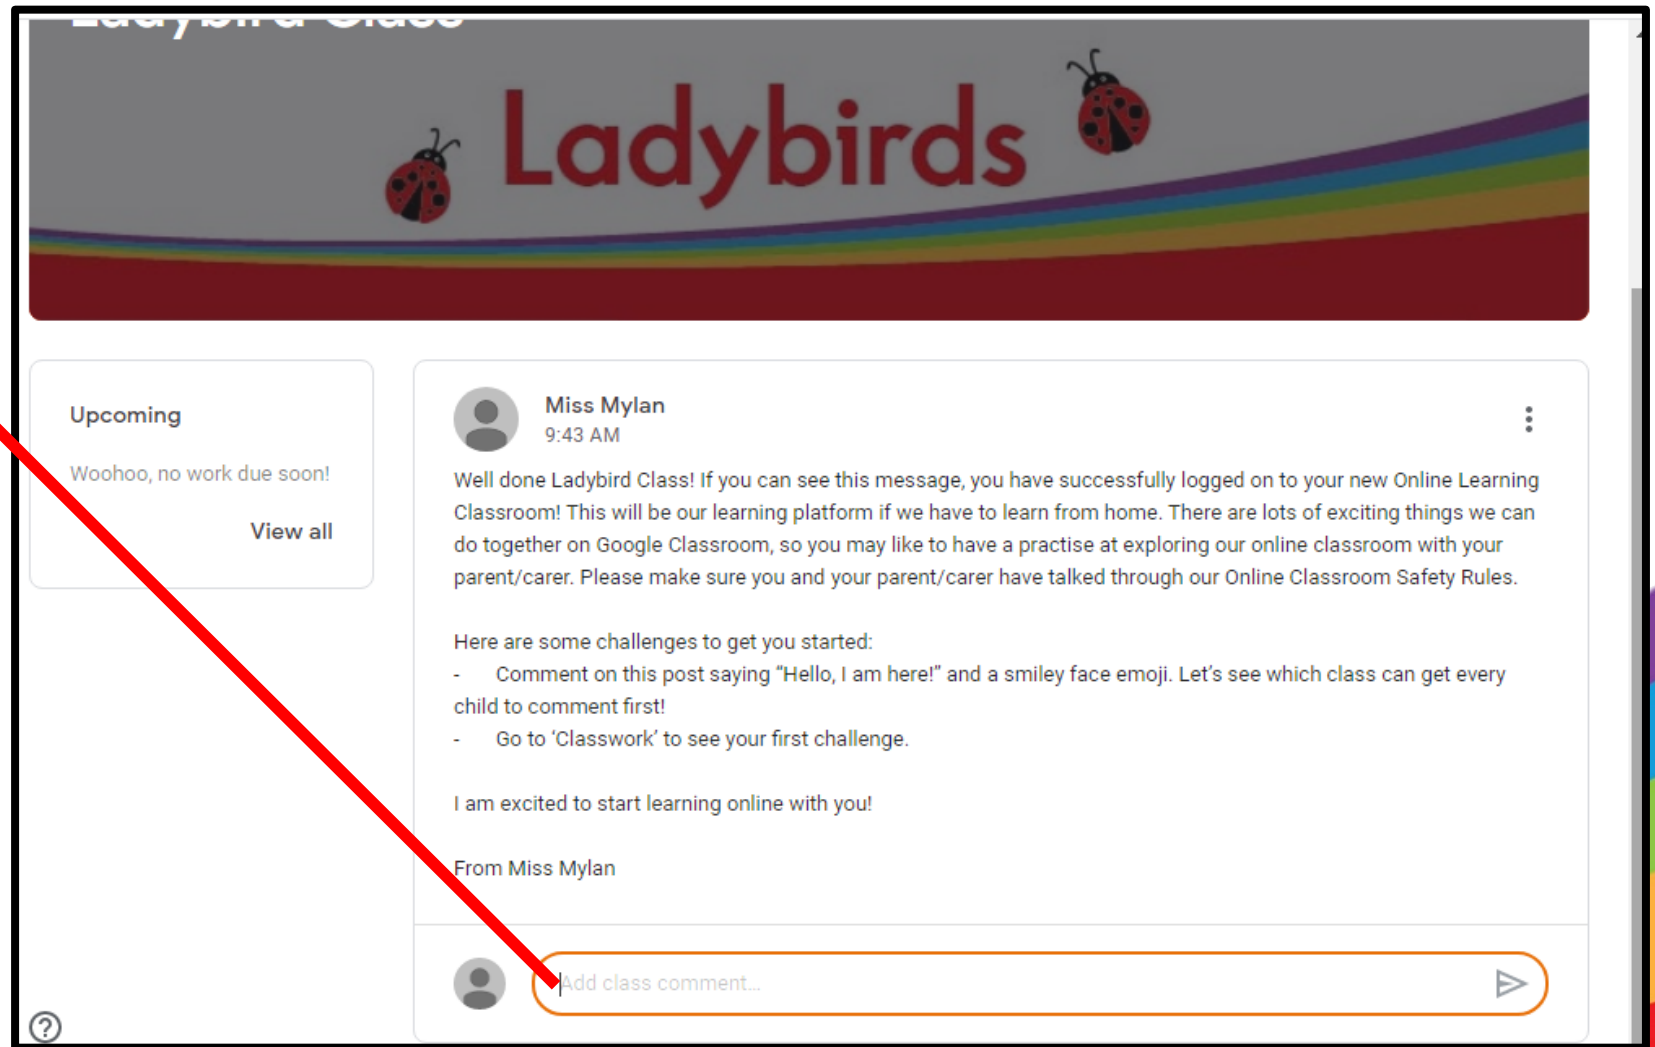 Ladybird Class
Ladybirds
Upcoming
Woohoo, no work due soon!
View all
Miss Mylan
9:43 AM
Well done Ladybird Class! If you can see this message, you have successfully logged on to your new Online Learning
Classroom! This will be our learning platform if we have to learn from home. There are lots of exciting things we can
do together on Google Classroom, so you may like to have a practise at exploring our online classroom with your
parent/carer. Please make sure you and your parent/carer have talked through our Online Classroom Safety Rules.
Here are some challenges to get you started:
- Comment on this post saying “Hello, I am here!” and a smiley face emoji. Let’s see which class can get every
child to comment first!
- Go to ‘Classwork’ to see your first challenge.
I am excited to start learning online with you!
From Miss Mylan
Add class comment...